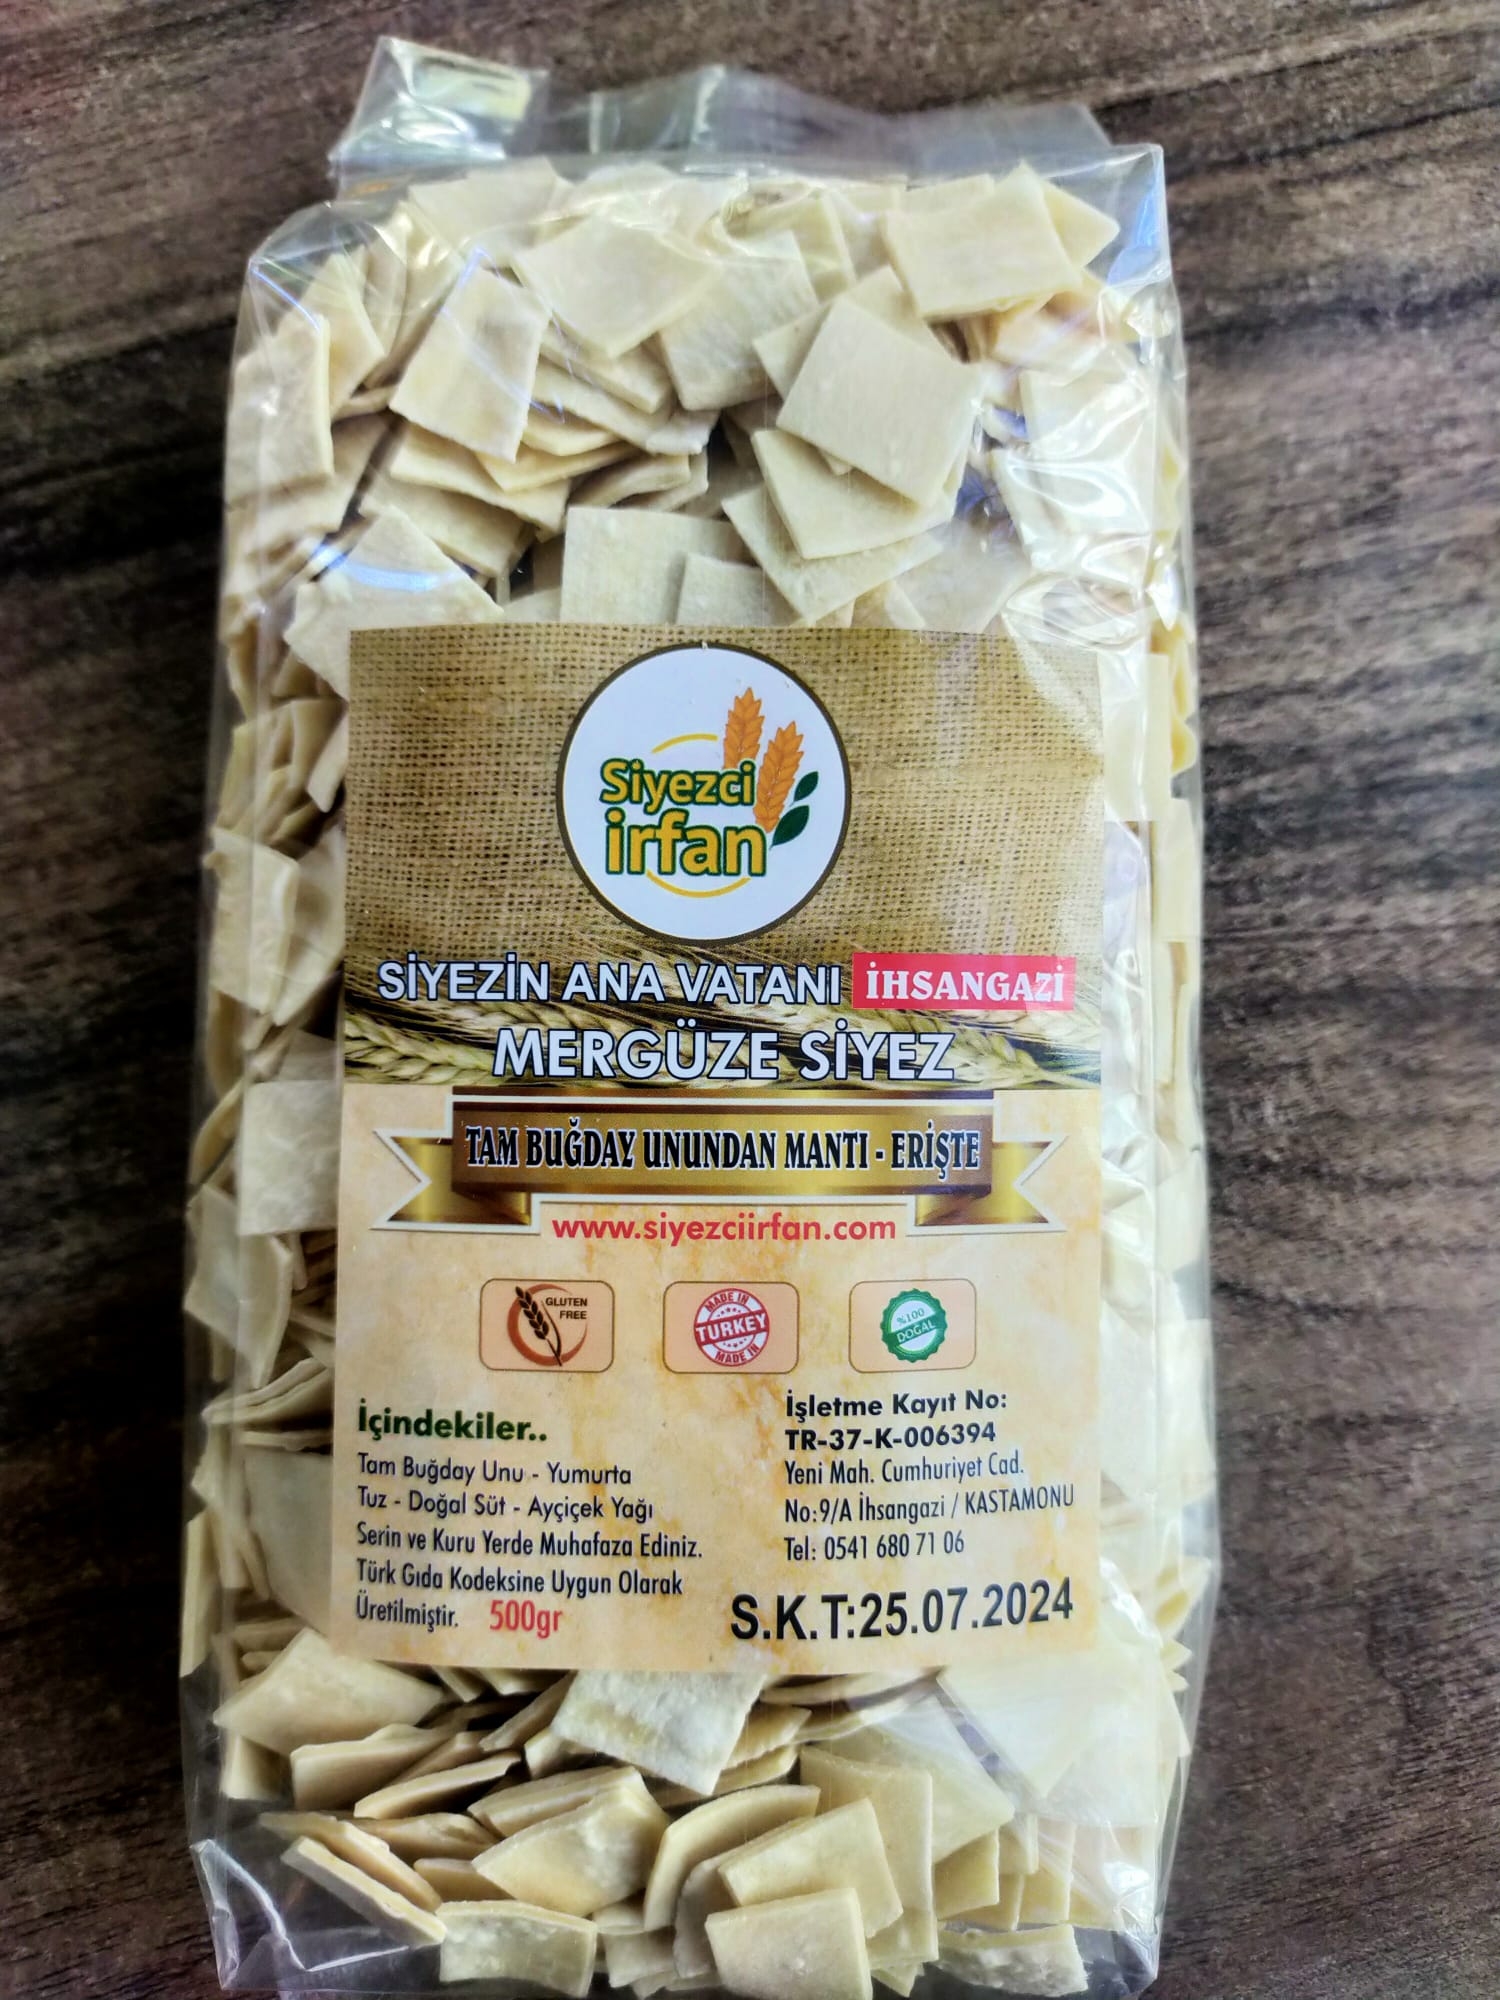 Siyezci
irfan
SİYEZİN ANA VATANI İHSANGAZİ
MERGÜZE SİYEZ
TAM BUĞDAY UNUNDAN MANTI - ERİŞTE
www.siyezciirfan.com
GLUTEN
FREE
MADE IN
TURKEY
MADE IN
%100
DOĞAL
İçindekiler..
Tam Buğday Unu - Yumurta
Tuz - Doğal Süt - Ayçiçek Yağı
Serin ve Kuru Yerde Muhafaza Ediniz.
Türk Gıda Kodeksine Uygun Olarak
Üretilmiştir. 500gr
İşletme Kayıt No:
TR-37-K-006394
Yeni Mah. Cumhuriyet Cad.
No:9/A İhsangazi / KASTAMONU
Tel: 0541 680 71 06
S.K.T:25.07.2024